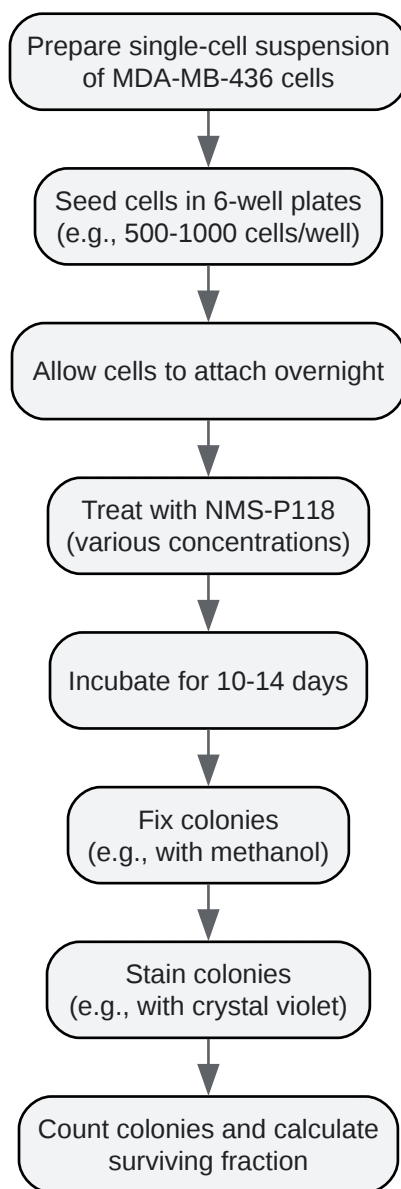 Prepare single-cell suspension
of MDA-MB-436 cells
Seed cells in 6-well plates
(e.g., 500-1000 cells/well)
Allow cells to attach overnight
Treat with NMS-P118
(various concentrations)
Incubate for 10-14 days
Fix colonies
(e.g., with methanol)
Stain colonies
(e.g., with crystal violet)
Count colonies and calculate
surviving fraction